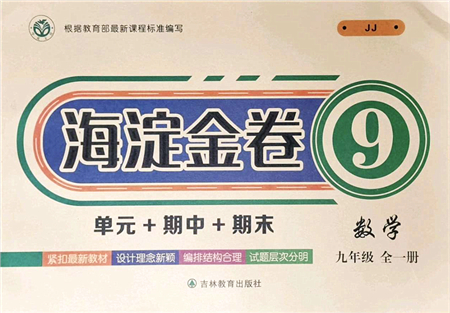 根据教育部最新课程标准编写
JJ
海淀金卷 9
单元+期中+期末
数学
紧扣最新教材 设计理念新颖 编排结构合理 试题层次分明
九年级 全一册
吉林教育出版社